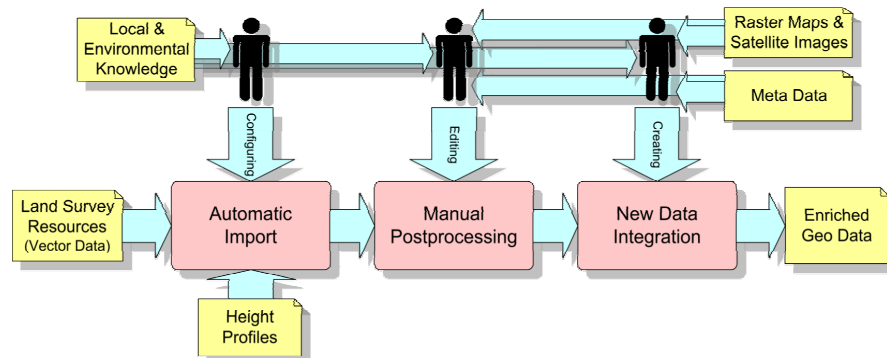 Local &
Environmental
Knowledge
Raster Maps &
Satellite Images
Meta Data
Configuring
Editing
Creating
Land Survey
Resources
(Vector Data)
Automatic
Import
Manual
Postprocessing
New Data
Integration
Enriched
Geo Data
Height
Profiles